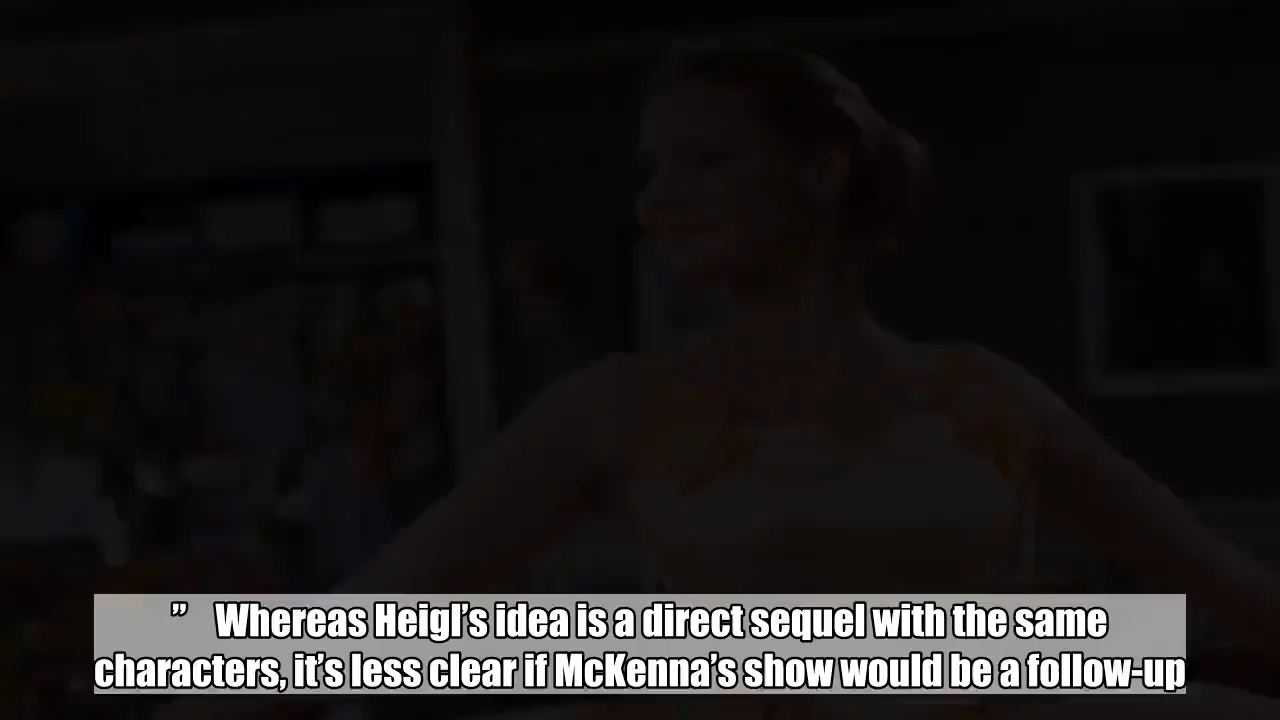 ”    Whereas Heigl’s idea is a direct sequel with the same
characters, it’s less clear if McKenna’s show would be a follow-up